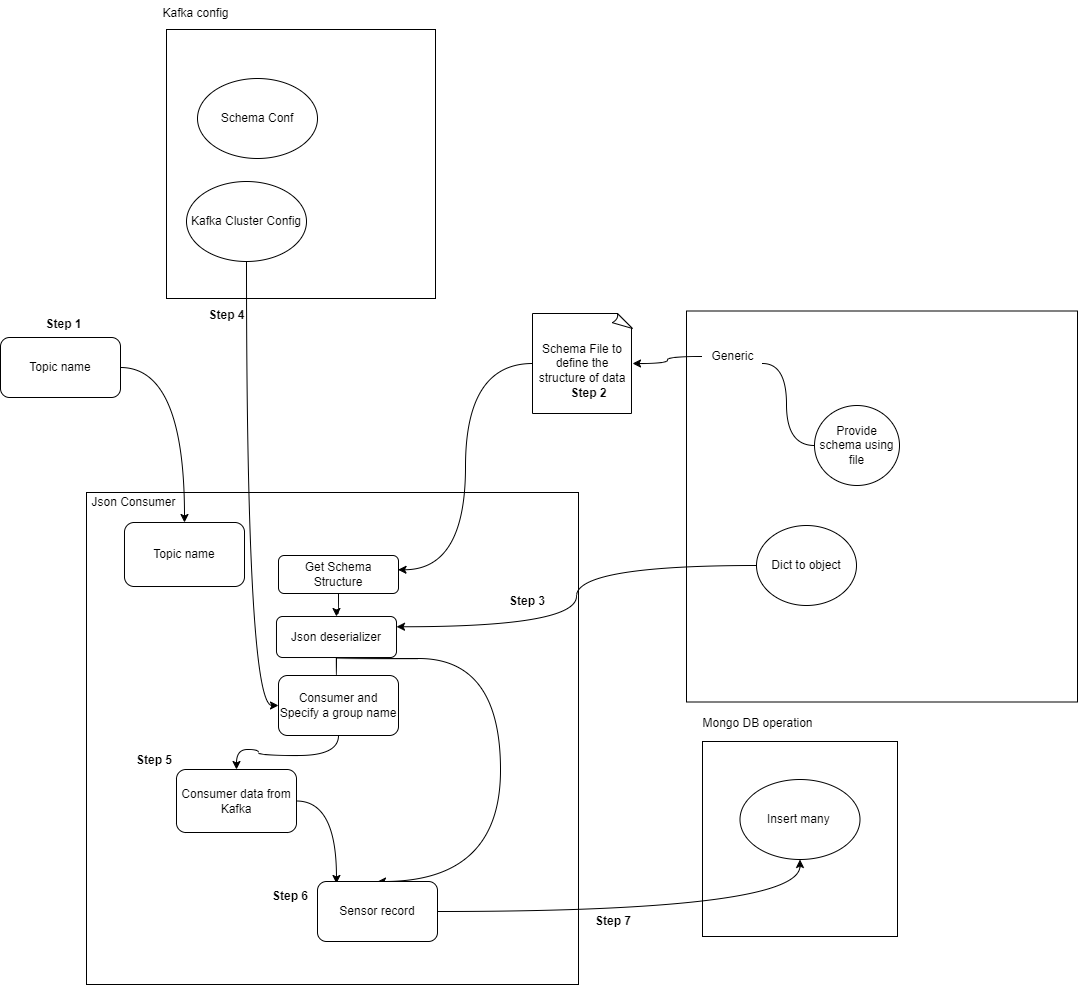 Kafka config
Schema Conf
Kafka Cluster Config
Step 4
Step 1
Topic name
Schema File to
define the
structure of data
Step 2
Generic
Provide
schema using
file
Json Consumer
Topic name
Get Schema
Structure
Dict to object
Step 3
Json deserializer
Consumer and
Specify a group name
Mongo DB operation
Step 5
Consumer data from
Kafka
Insert many
Step 6
Sensor record
Step 7